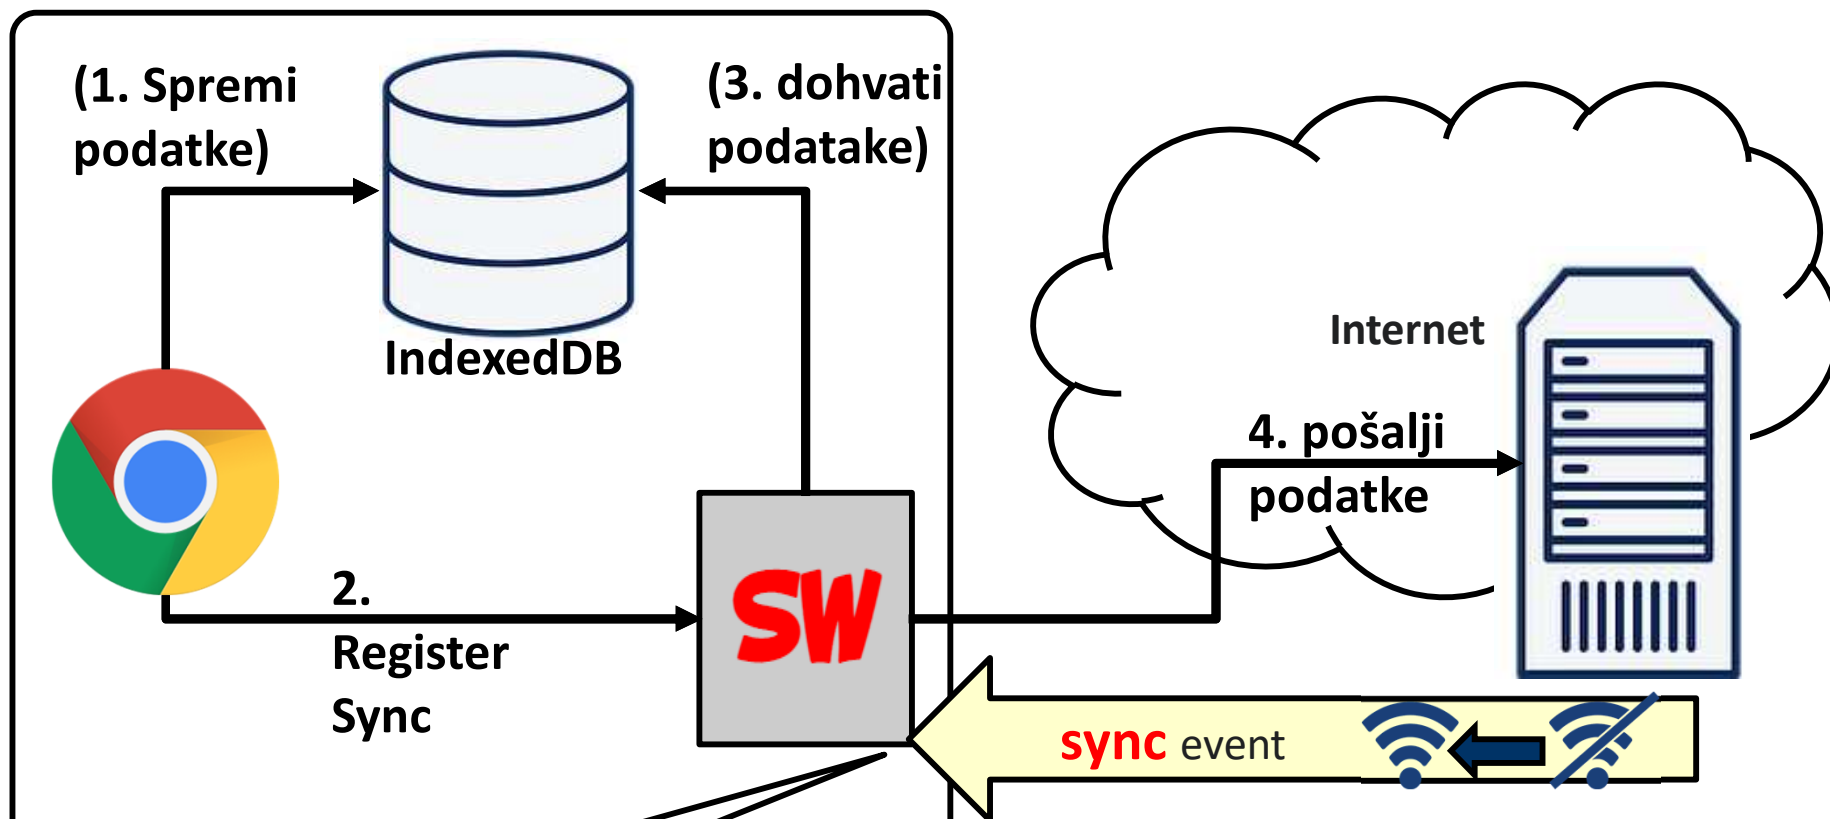 (1. Spremi
podatke)
(3. dohvati
podatake)
IndexedDB
Internet
4. pošalji
podatke
2.
Register
Sync
SW
sync event